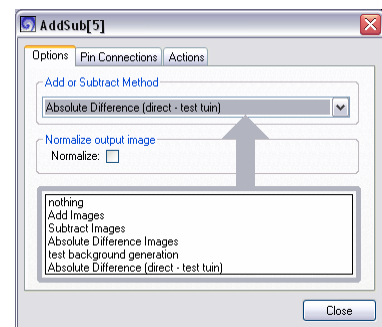 AddSub[5]
Options Pin Connections Actions
Add or Subtract Method
Absolute Difference (direct - test tuin)
Normalize output image
Normalize:
nothing
Add Images
Subtract Images
Absolute Difference Images
test background generation
Absolute Difference (direct - test tuin)
Close